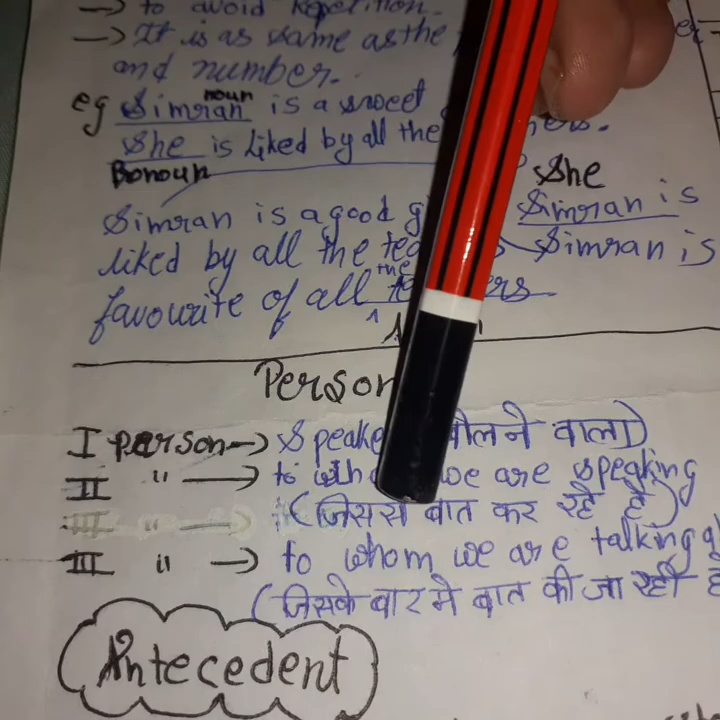 → to avoid repetition.
→ It is as same as the
and number.
noun
eg Simran is a sweet
She is liked by all the
Bonoun
She
Simran is a good Simran is
liked by all the Simran is
the
favourite of all
Person
I person → Speake बोलने वाला)
II " → to we are speaking
(जिससे बात कर रहे है)
III " →
III " → to whom we are talking
(जिसके बारे मे बात की जा रही
Antecedent